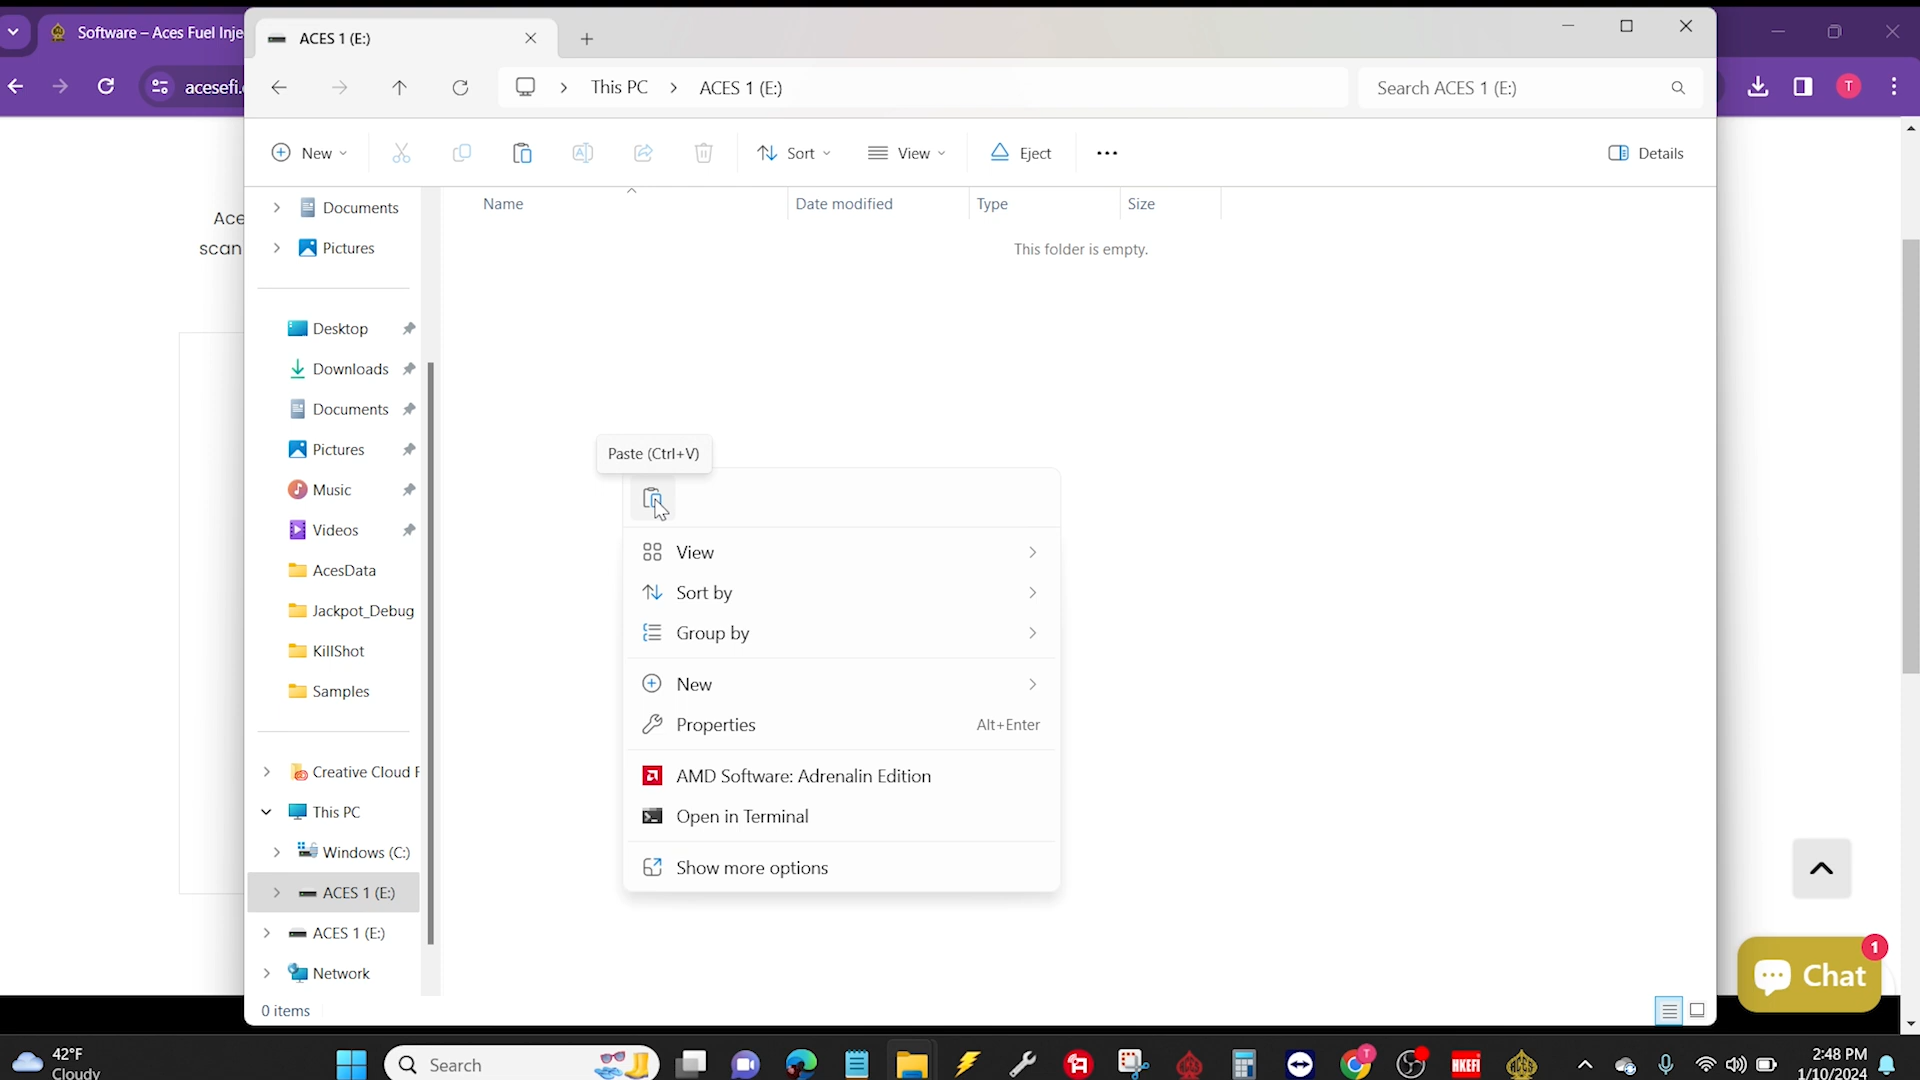 Software – Aces Fuel Inje
ACES 1 (E:)
acesefi.
T
This PC
ACES 1 (E:)
Search ACES 1 (E:)
New
Sort
View
Eject
Details
Name
Date modified
Type
Size
This folder is empty.
Ace
scan
Documents
Pictures
Desktop
Downloads
Documents
Pictures
Music
Videos
AcesData
Jackpot_Debug
KillShot
Samples
Creative Cloud F
This PC
Windows (C:)
ACES 1 (E:)
ACES 1 (E:)
Network
Paste (Ctrl+V)
View
Sort by
Group by
New
Properties Alt+Enter
AMD Software: Adrenalin Edition
Open in Terminal
Show more options
0 items
1
Chat
42°F
Cloudy
Search
T
HKEFI
ACES
2:48 PM
1/10/2024